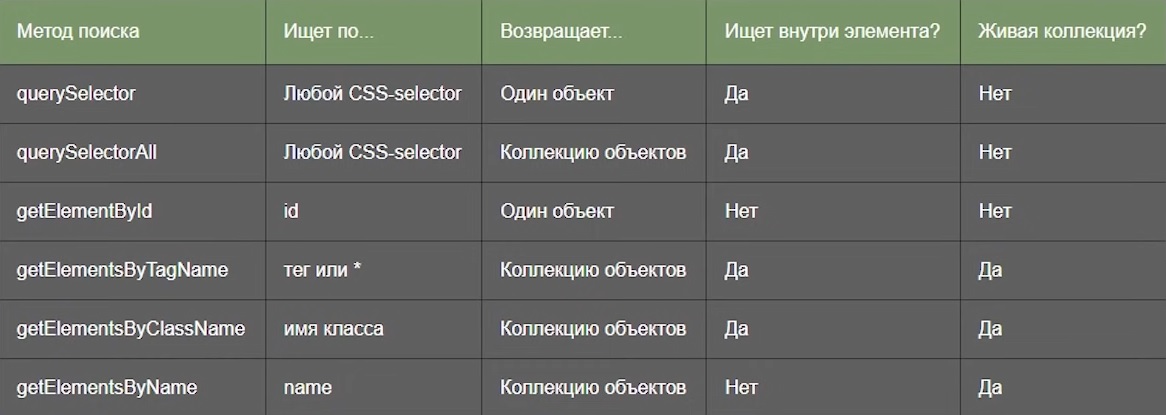 Метод поиска Ищет по... Возвращает... Ищет внутри элемента? Живая коллекция?
querySelector Любой CSS-selector Один объект Да Нет
querySelectorAll Любой CSS-selector Коллекцию объектов Да Нет
getElementById id Один объект Нет Нет
getElementsByTagName тег или * Коллекцию объектов Да Да
getElementsByClassName имя класса Коллекцию объектов Да Да
getElementsByName name Коллекцию объектов Нет Да